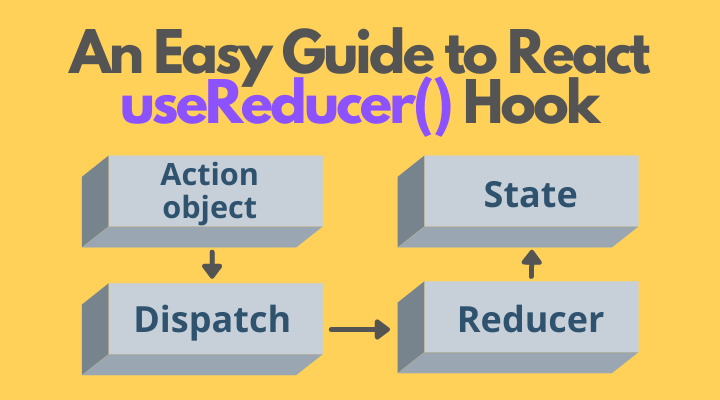 An Easy Guide to React
useReducer() Hook
Action
object
State
Dispatch
Reducer